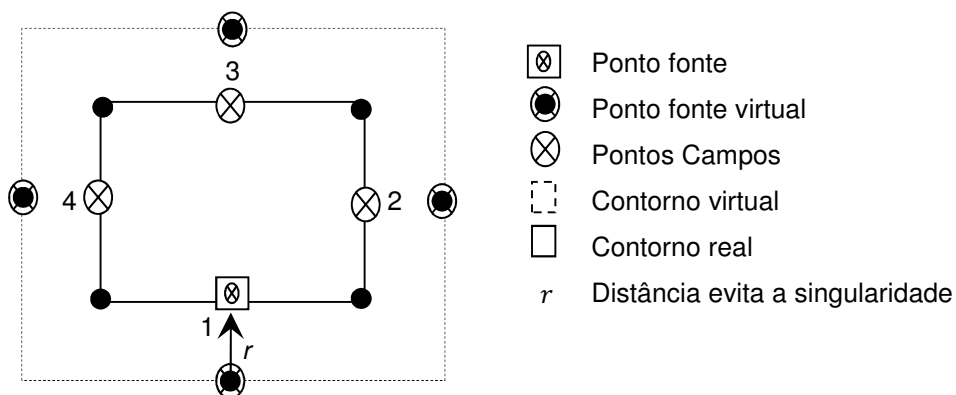 3
4
2
1
r
Ponto fonte
Ponto fonte virtual
Pontos Campos
Contorno virtual
Contorno real
r Distância evita a singularidade